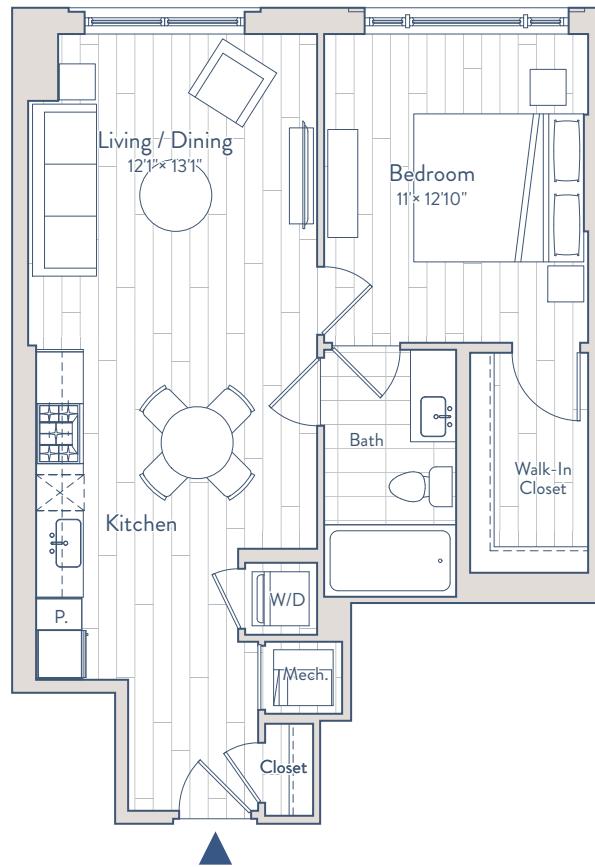 Living / Dining
12'1"× 13'1"
Bedroom
11'× 12'10"
Bath
Walk-In
Closet
Kitchen
W/D
P.
Mech.
Closet